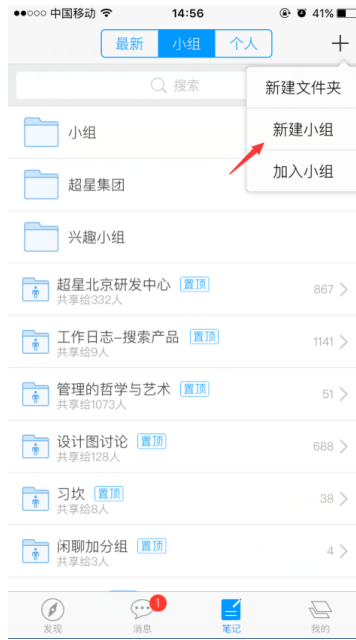 中国移动 14:56 41%
最新 小组 个人
搜索
新建文件夹
新建小组
加入小组
小组
超星集团
兴趣小组
超星北京研发中心 置顶
共享给332人
867
工作日志-搜索产品 置顶
共享给9人
1141
管理的哲学与艺术 置顶
共享给1073人
51
设计图讨论 置顶
共享给128人
688
习坎 置顶
共享给8人
38
闲聊加分组 置顶
共享给3人
4
1
发现 消息 笔记 我的